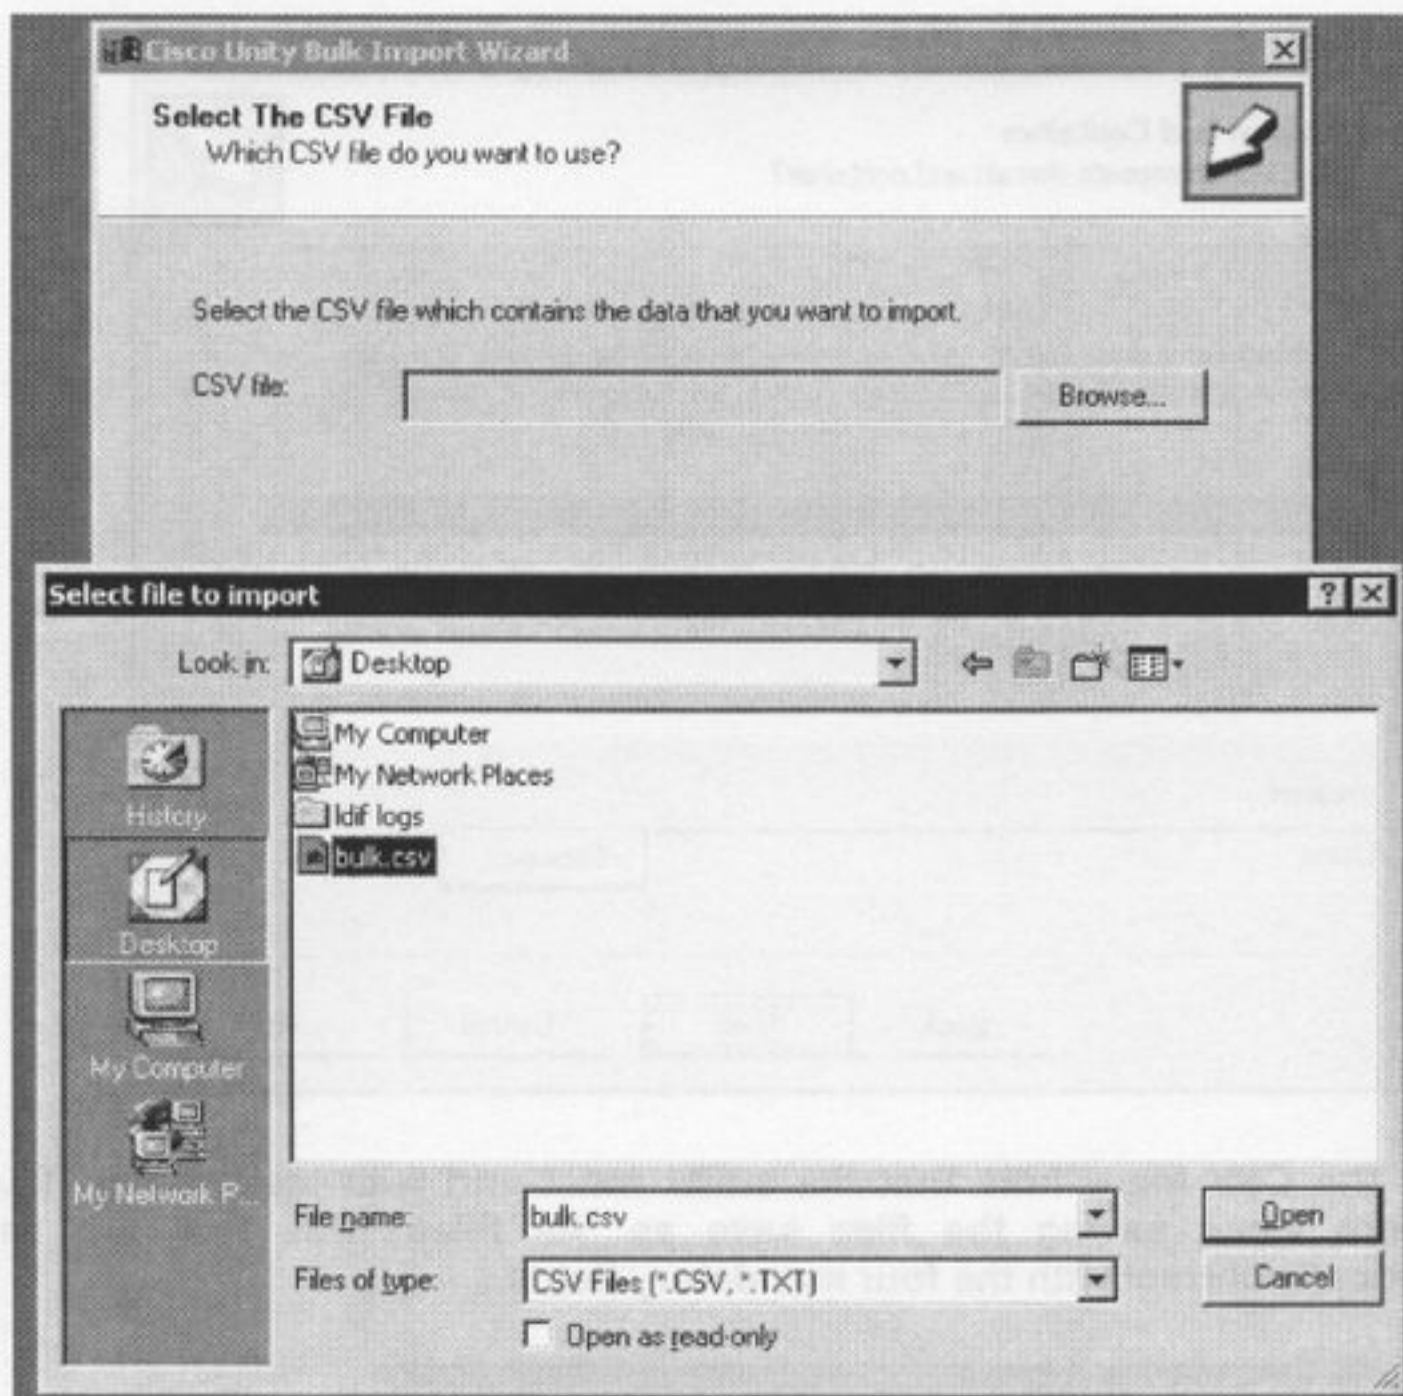 Cisco Unity Bulk Import Wizard
Select The CSV File
Which CSV file do you want to use?
Select the CSV file which contains the data that you want to import.
CSV file:
Browse...
Select file to import
Look in:
Desktop
History
Desktop
My Computer
My Network P...
My Computer
My Network Places
ldif logs
bulk.csv
File name:
bulk.csv
Open
Files of type:
CSV Files (*.CSV, *.TXT)
Cancel
Open as read-only